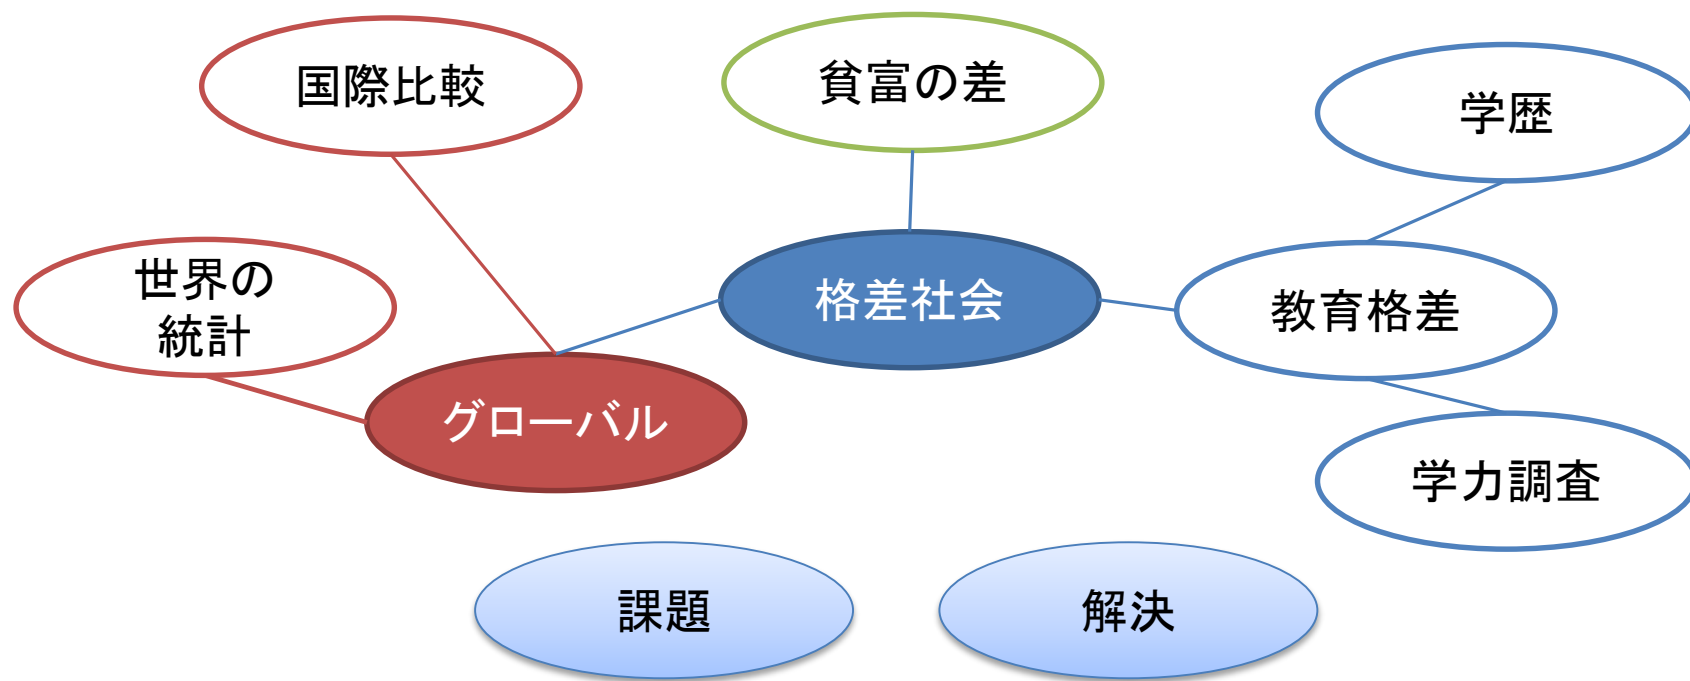 国際比較
貧富の差
学歴
世界の
統計
格差社会
教育格差
グローバル
学力調査
課題
解決